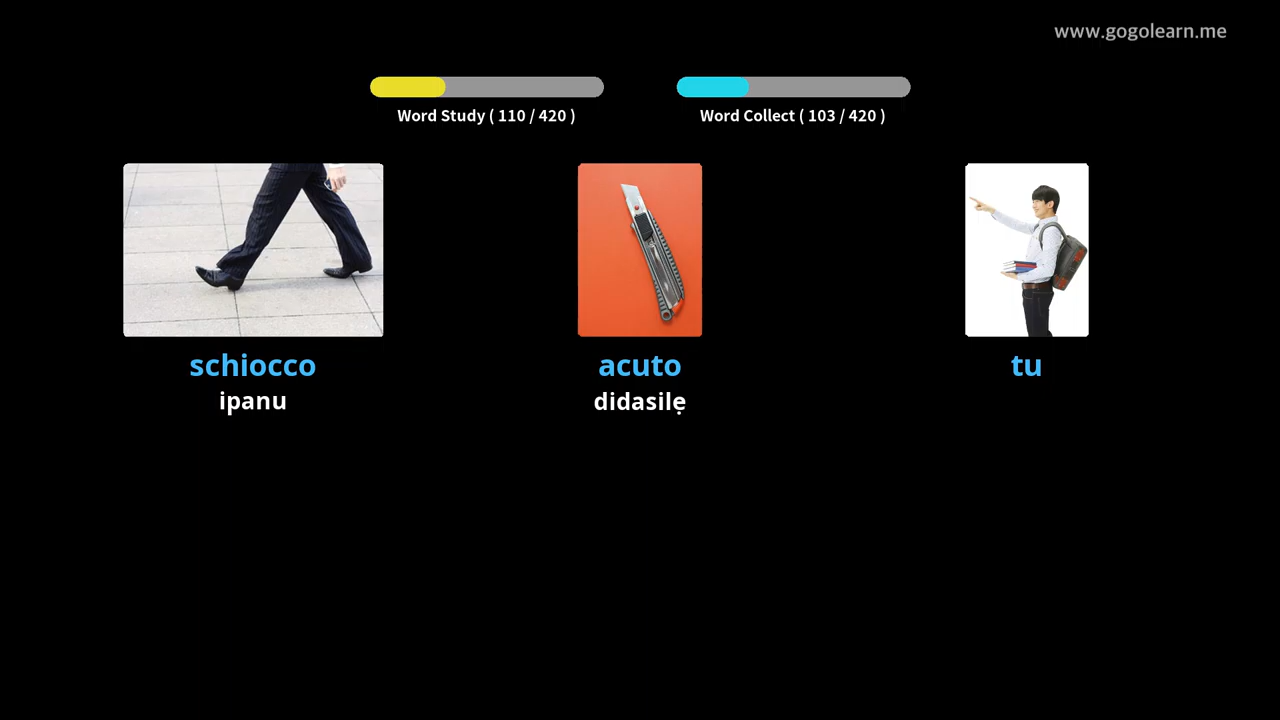 www.gogolearn.me
Word Study ( 110 / 420 )
Word Collect ( 103 / 420 )
schiocco
ipanu
acuto
didasilẹ
tu